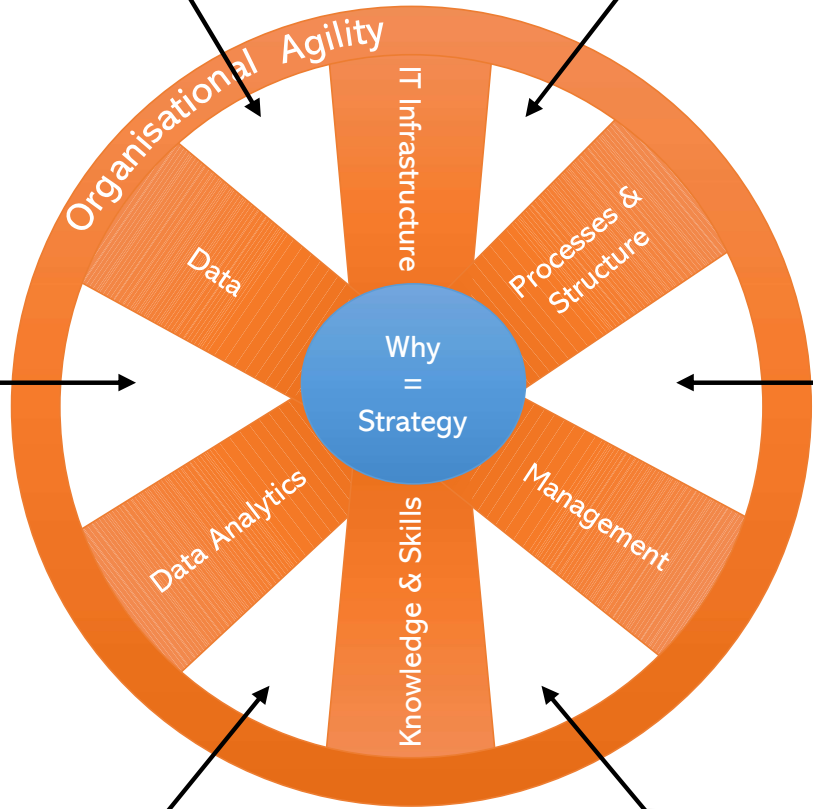 Organisational Agility
IT Infrastructure
Processes &
Structure
Data
Why
=
Strategy
Data Analytics
Knowledge & Skills
Management